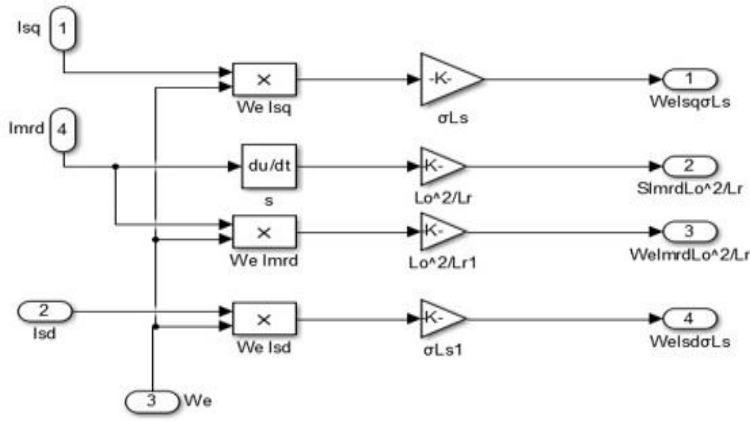 Isq
1
×
We Isq
-K-
σLs
1
WeIsqσLs
Imrd
4
du/dt
s
K-
Lo^2/Lr
2
SImrdLo^2/Lr
×
We Imrd
K-
Lo^2/Lr1
3
WeImrdLo^2/Lr
2
Isd
×
We Isd
K-
σLs1
4
WeIsdσLs
3
We